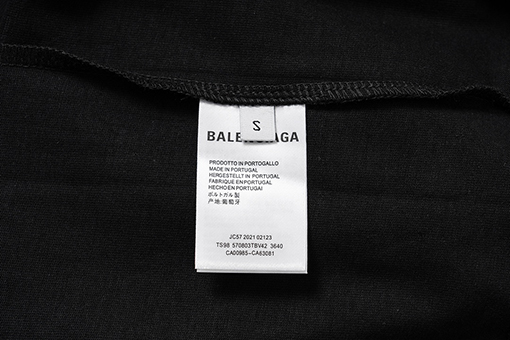 2
BALENCIAGA
PRODOTTO IN PORTOGALLO
MADE IN PORTUGAL
HERGESTELLT IN PORTUGAL
FABRIQUE EN PORTUGAL
HECHO EN PORTUGAL
ポルトガル製
产地:葡萄牙
JC57 2021 02123
TS98 570803TBV42 3640
CA00985-CA63081